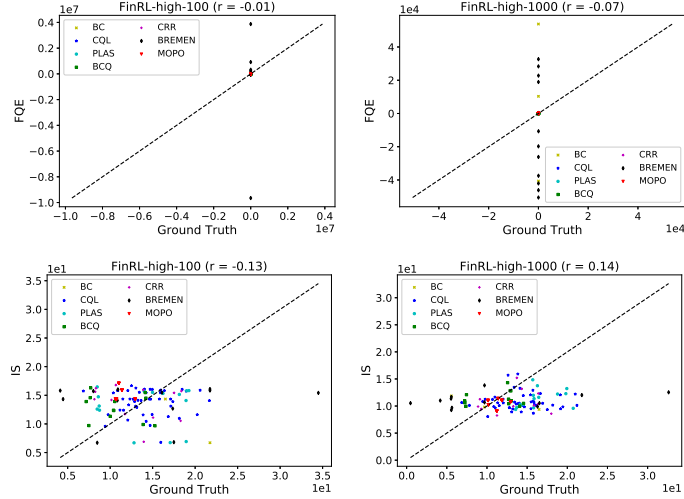 FinRL-high-100 (r = -0.01)
1e7
0.4
0.2
0.0
−0.2
−0.4
−0.6
−0.8
−1.0
FQE
BC
CQL
PLAS
BCQ
CRR
BREMEN
MOPO
−1.0 −0.8 −0.6 −0.4 −0.2 0.0 0.2 0.4
Ground Truth
1e7
FinRL-high-1000 (r = -0.07)
1e4
4
2
0
−2
−4
FQE
BC
CQL
PLAS
BCQ
CRR
BREMEN
MOPO
−4 −2 0 2 4
Ground Truth
1e4
FinRL-high-100 (r = -0.13)
1e1
3.5
3.0
2.5
2.0
1.5
1.0
0.5
IS
BC
CQL
PLAS
BCQ
CRR
BREMEN
MOPO
0.5 1.0 1.5 2.0 2.5 3.0 3.5
Ground Truth
1e1
FinRL-high-1000 (r = 0.14)
1e1
3.0
2.5
2.0
1.5
1.0
0.5
0.0
IS
BC
CQL
PLAS
BCQ
CRR
BREMEN
MOPO
0.0 0.5 1.0 1.5 2.0 2.5 3.0
Ground Truth
1e1